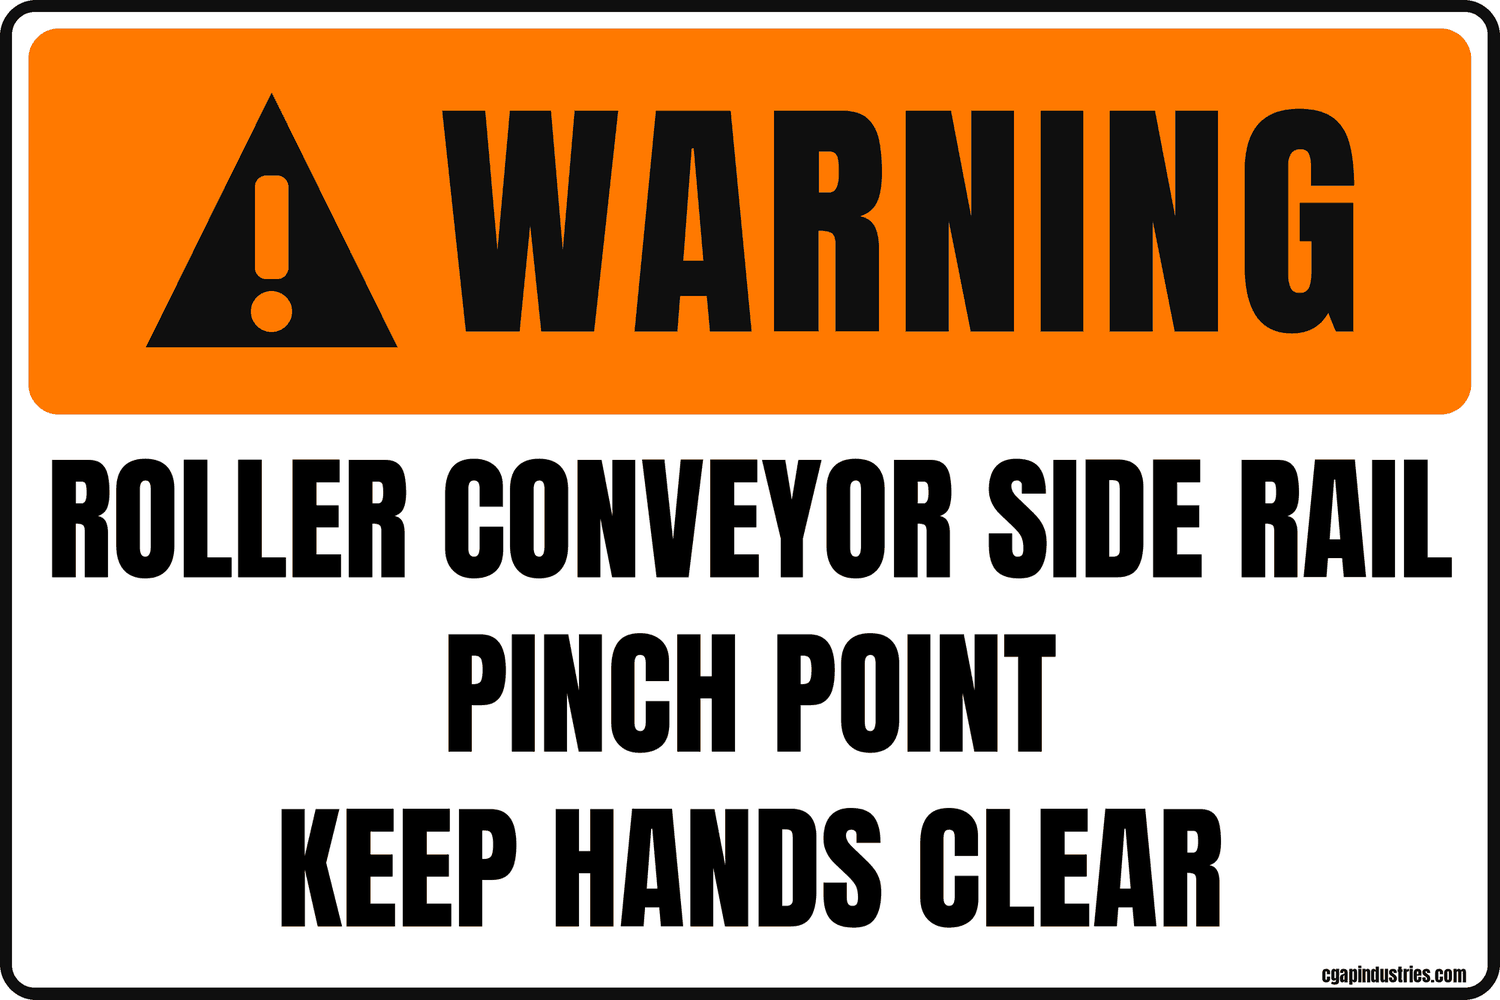 WARNING
ROLLER CONVEYOR SIDE RAIL
PINCH POINT
KEEP HANDS CLEAR
cgapindustries.com